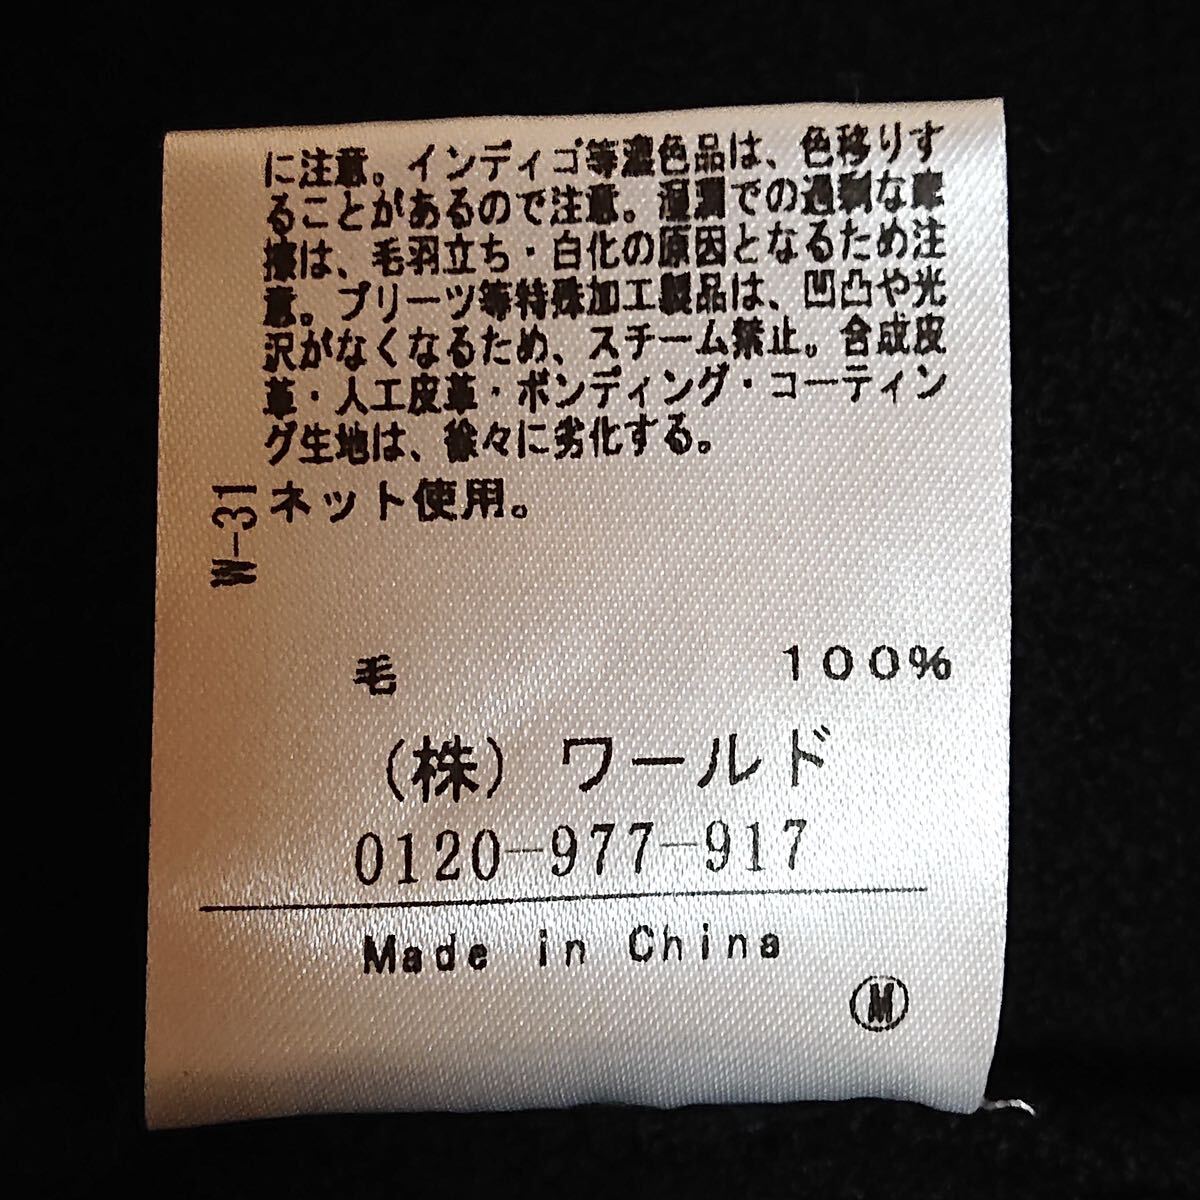 に注意。インディゴ等濃色品は、色移りす
ることがあるので注意。湿潤での過剰な摩
擦は、毛羽立ち・白化の原因となるため注
意。プリーツ等特殊加工製品は、凹凸や光
沢がなくなるため、スチーム禁止。合成皮
革・人工皮革・ボンディング・コーティン
グ生地は、徐々に劣化する。
ネット使用。
W-31
毛 100%
(株) ワールド
0120-977-917
Made in China
Ⓜ